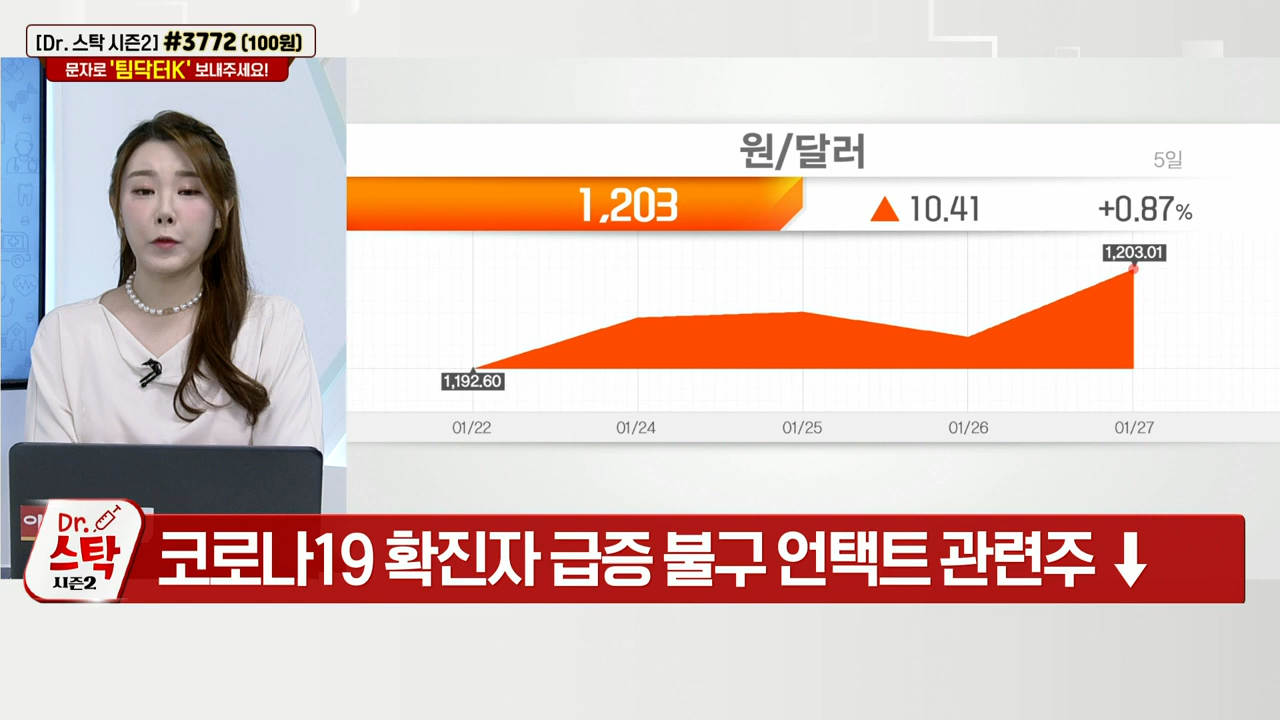 [Dr. 스탁 시즌2] #3772 (100원)
문자로 '팀닥터K' 보내주세요!
원/달러
5일
1,203
▲ 10.41
+0.87%
1,203.01
1,192.60
01/22
01/24
01/25
01/26
01/27
Dr.
스탁
시즌2
코로나19 확진자 급증 불구 언택트 관련주 ↓